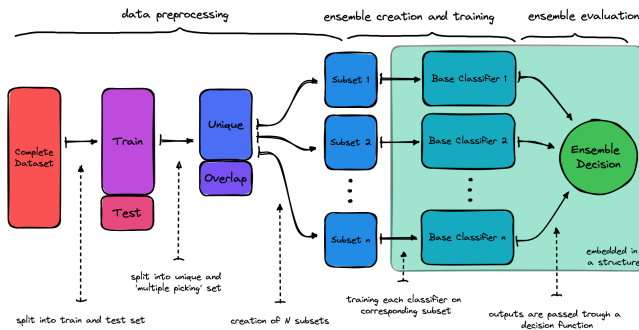 data preprocessing
ensemble creation and training
ensemble evaluation
Complete
Dataset
Train
Test
Unique
Overlap
Subset 1
Subset 2
Subset n
Base Classifier 1
Base Classifier 2
Base Classifier n
Ensemble
Decision
embedded in
a structure
split into unique and
'multiple picking' set
split into train and test set
creation of N subsets
training each classifier on
corresponding subset
outputs are passed trough a
decision function